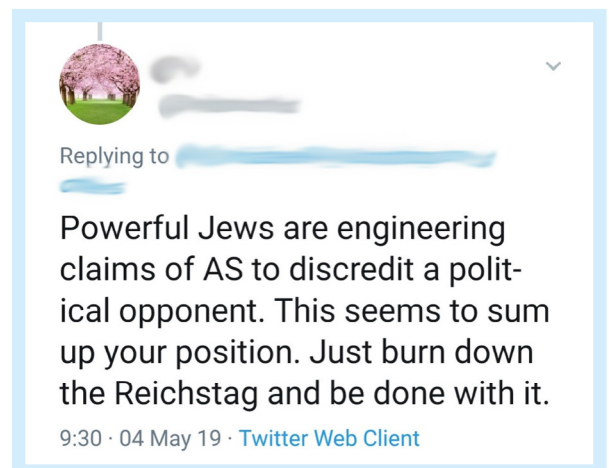 Replying to
Powerful Jews are engineering
claims of AS to discredit a polit-
ical opponent. This seems to sum
up your position. Just burn down
the Reichstag and be done with it.
9:30 · 04 May 19 · Twitter Web Client